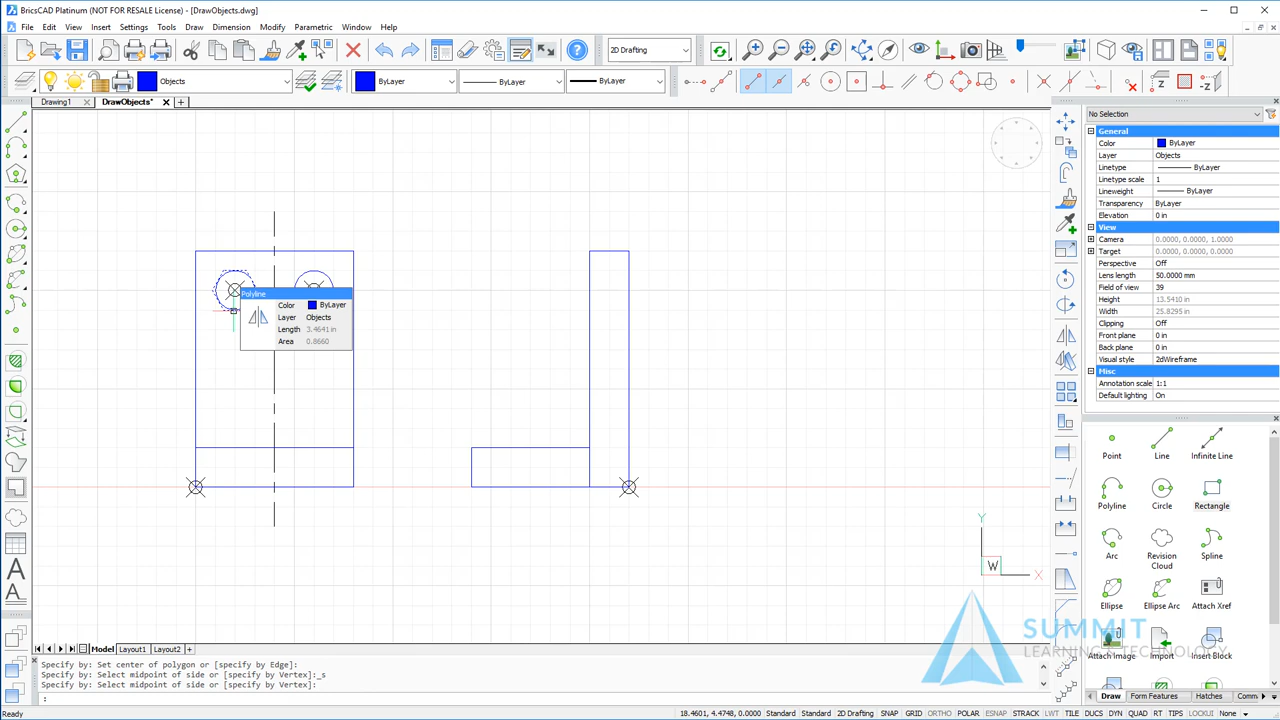 BricsCAD Platinum (NOT FOR RESALE License) - [DrawObjects.dwg]
File Edit View Insert Settings Tools Draw Dimension Modify Parametric Window Help
2D Drafting
Objects ByLayer ByLayer ByLayer
Drawing1 DrawObjects*
No Selection
General
Color ByLayer
Layer Objects
Linetype ByLayer
Linetype scale 1
Lineweight ByLayer
Transparency ByLayer
Elevation 0 in
View
Camera 0.0000, 0.0000, 1.0000
Target 0.0000, 0.0000, 0.0000
Perspective Off
Lens length 50.0000 mm
Field of view 39
Height 13.5410 in
Width 25.8295 in
Clipping Off
Front plane 0 in
Back plane 0 in
Visual style 2dWireframe
Misc
Annotation scale 1:1
Default lighting On
Polyline
Color ByLayer
Layer Objects
Length 3.4641 in
Area 0.8660
Y
W
X
Point Line Infinite Line
Polyline Circle Rectangle
Arc Revision Cloud Spline
Ellipse Ellipse Arc Attach Xref
Attach Image Import Insert Block
Draw Form Features Hatches Comm
SUMMIT
LEARNING & TECHNOLOGY
Model Layout1 Layout2
Specify by: Set center of polygon or [specify by Edge]:
Specify by: Select midpoint of side or [specify by Vertex]:_s
Specify by: Select midpoint of side or [specify by Vertex]:
:
Ready 18.4601, 4.4748, 0.0000 Standard Standard 2D Drafting SNAP GRID ORTHO POLAR ESNAP STRACK LWT TILE DUCS DYN QUAD RT TIPS LOOKUI None